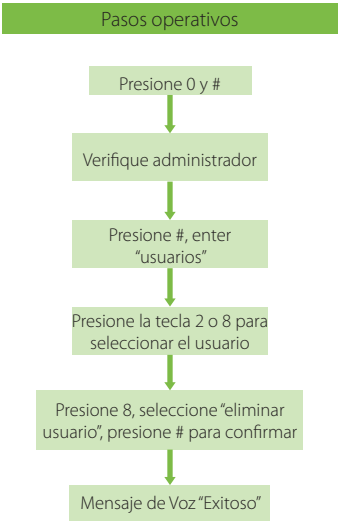 Pasos operativos
Presione 0 y #
Verifique administrador
Presione #, enter
“usuarios”
Presione la tecla 2 o 8 para
seleccionar el usuario
Presione 8, seleccione “eliminar
usuario”, presione # para confirmar
Mensaje de Voz “Exitoso”